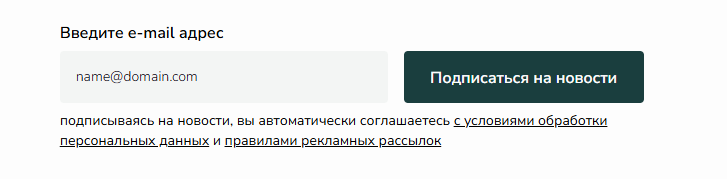 Введите e-mail адрес
name@domain.com
Подписаться на новости
подписываясь на новости, вы автоматически соглашаетесь с условиями обработки
персональных данных и правилами рекламных рассылок